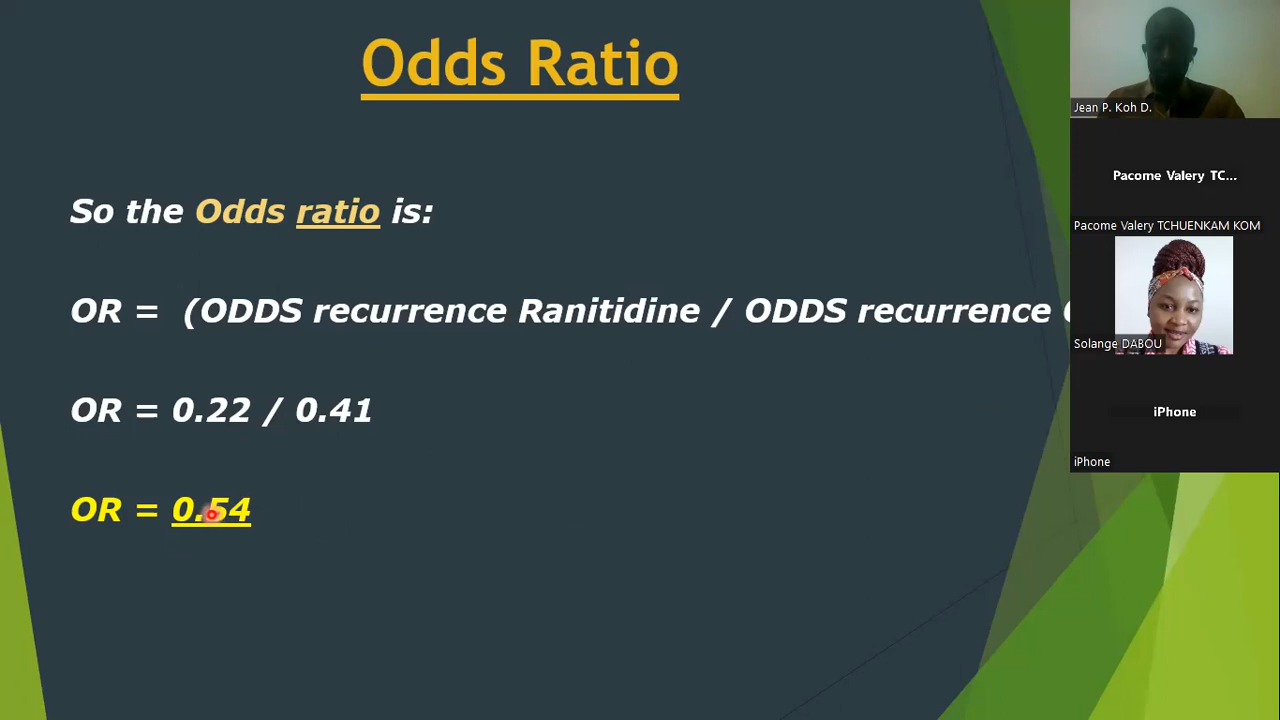 Odds Ratio
So the Odds ratio is:
OR = (ODDS recurrence Ranitidine / ODDS recurrence
OR = 0.22 / 0.41
OR = 0.54
Jean P. Koh D.
Pacome Valery TC...
Pacome Valery TCHUENKAM KOM
Solange DABOU
iPhone
iPhone